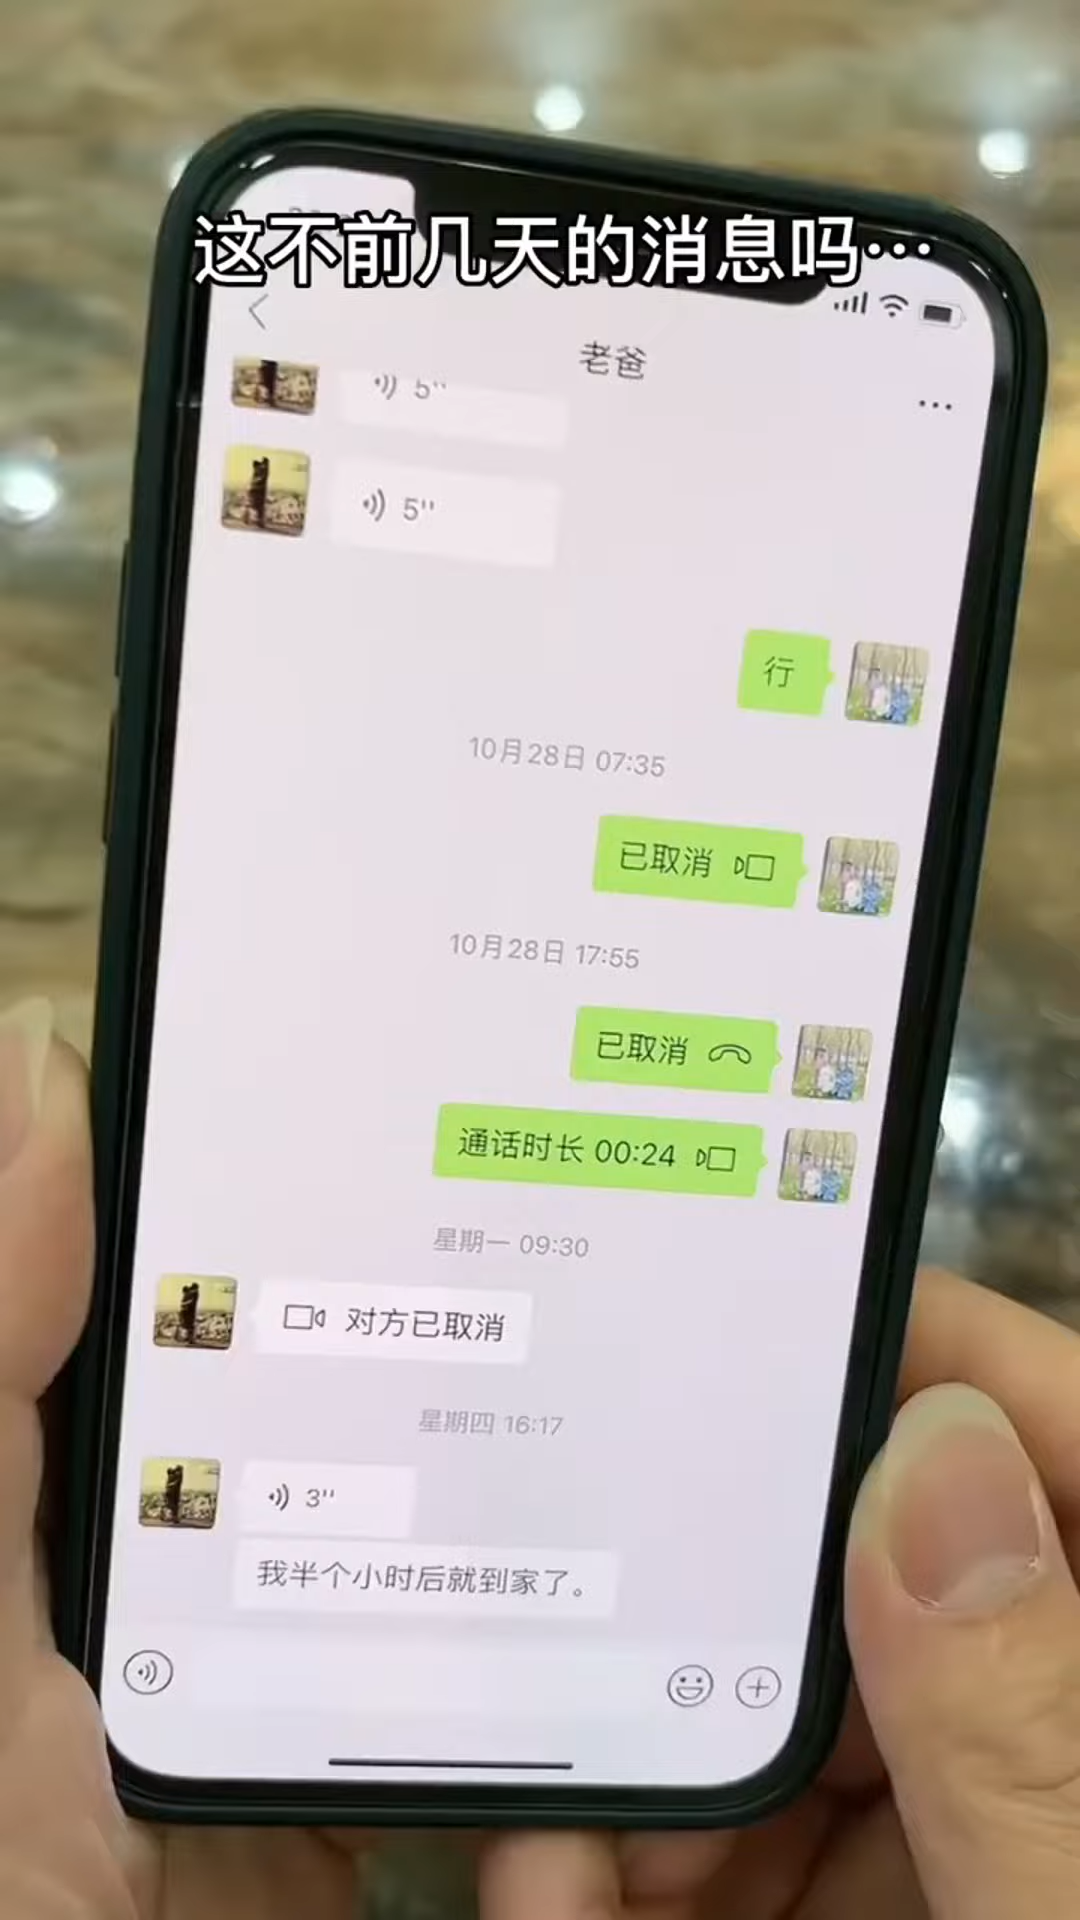 这不前几天的消息吗…
老爸
5''
5''
行
10月28日 07:35
已取消
10月28日 17:55
已取消
通话时长 00:24
星期一 09:30
对方已取消
星期四 16:17
3''
我半个小时后就到家了。